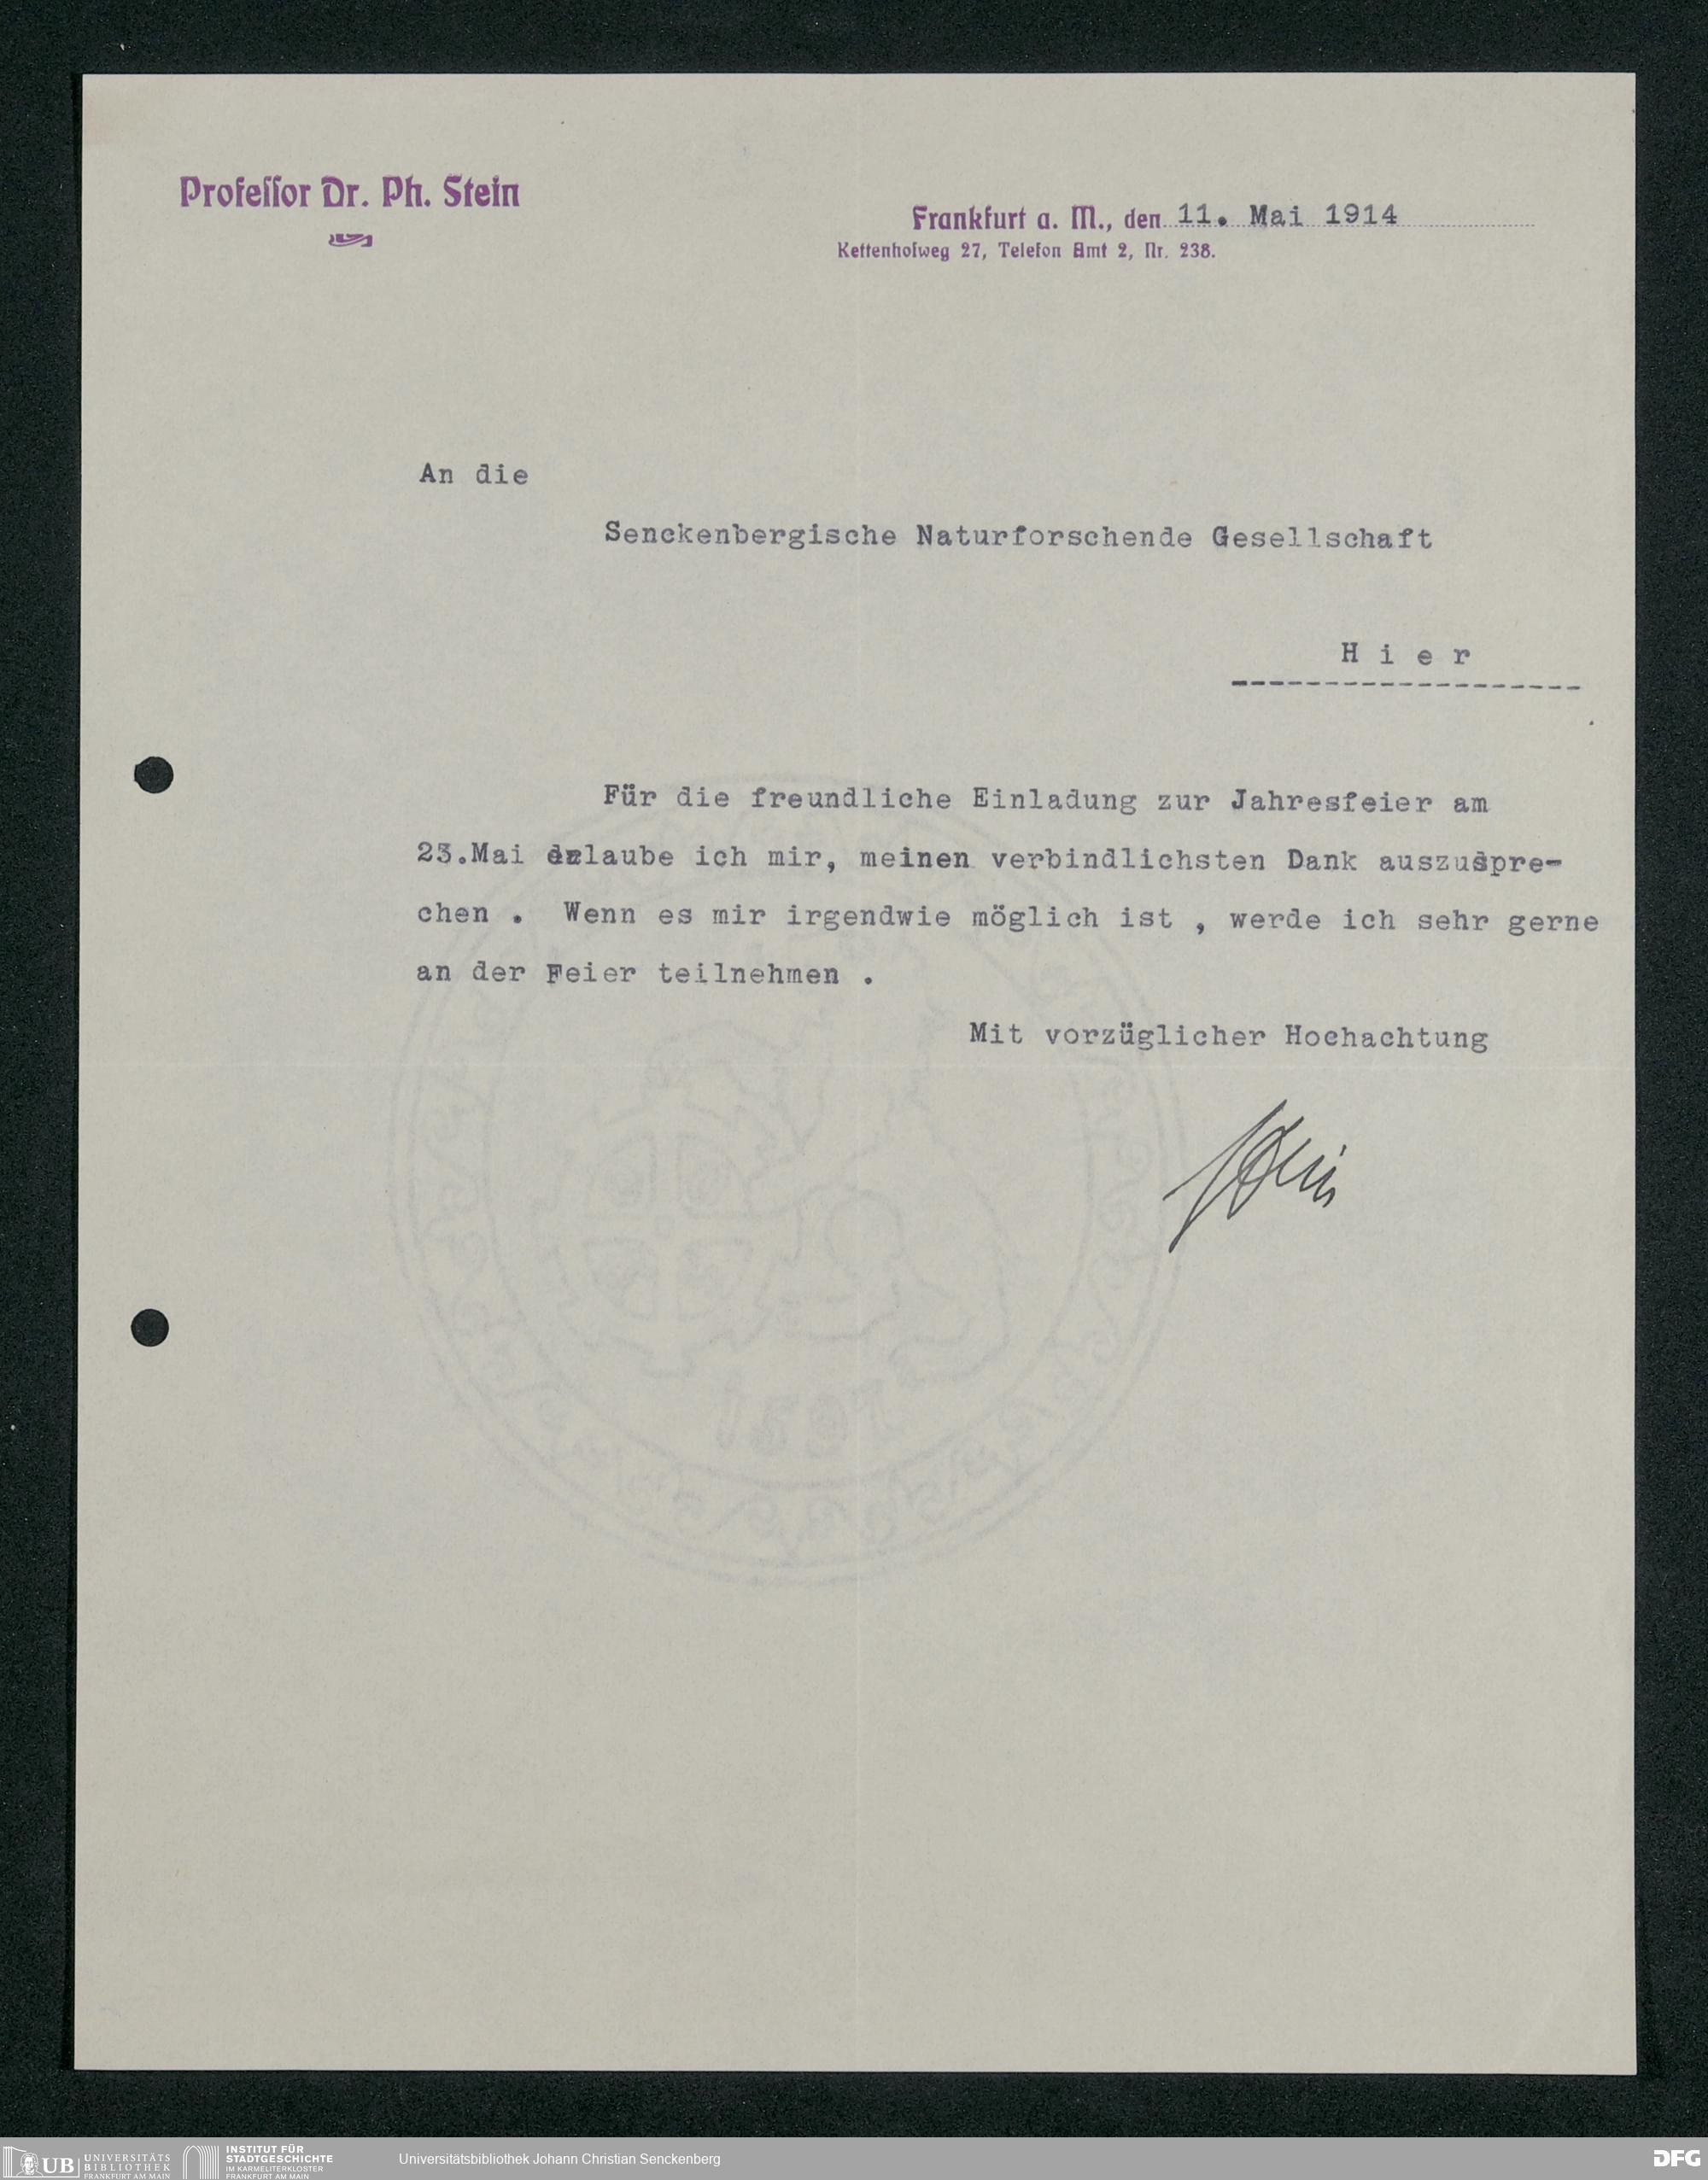 Professor Dr. Ph. Stein
Frankfurt a. M., den 11. Mai 1914
Kettenhofweg 27, Telefon Amt 2, Nr. 238.
An die
Senckenbergische Naturforschende Gesellschaft
H i e r
Für die freundliche Einladung zur Jahresfeier am
23.Mai erlaube ich mir, meinen verbindlichsten Dank auszuspre-
chen . Wenn es mir irgendwie möglich ist , werde ich sehr gerne
an der Feier teilnehmen .
Mit vorzüglicher Hochachtung
Stein
UB UNIVERSITÄTS
BIBLIOTHEK
FRANKFURT AM MAIN
INSTITUT FÜR
STADTGESCHICHTE
IM KARMELITERKLOSTER
FRANKFURT AM MAIN
Universitätsbibliothek Johann Christian Senckenberg
DFG